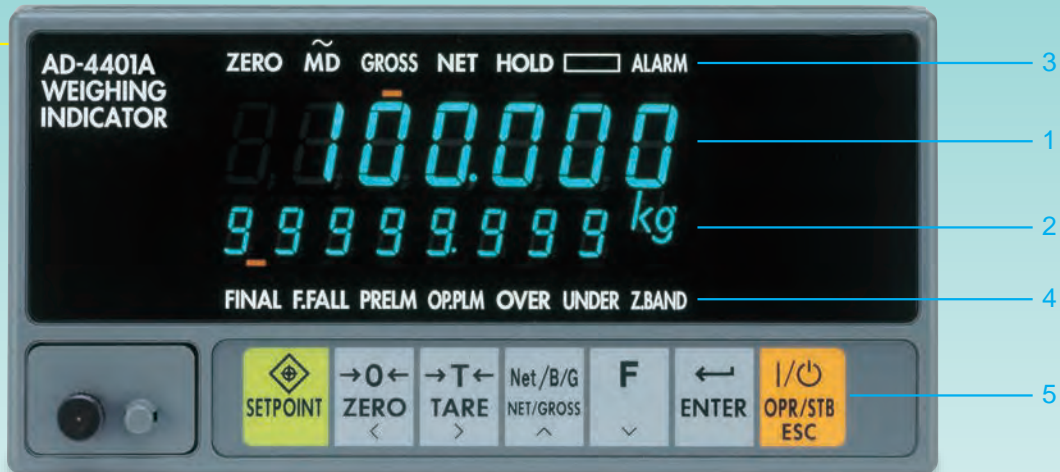 AD-4401A
WEIGHING
INDICATOR
ZERO MD GROSS NET HOLD ALARM 3
100.000 1
99999.999 kg 2
FINAL F.FALL PRELM OP.PLM OVER UNDER Z.BAND 4
SETPOINT
→0←
ZERO
<
→T←
TARE
>
Net/B/G
NET/GROSS
^
F
ENTER
I/⏻
OPR/STB
ESC
5